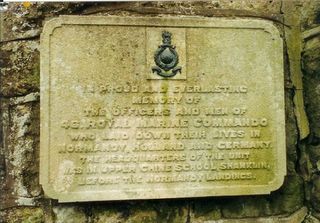 IN PROUD AND EVERLASTING
MEMORY OF
THE OFFICERS AND MEN OF
ROYAL MARINE COMMANDO
WHO LAID DOWN THEIR LIVES IN
NORMANDY, HOLLAND AND GERMANY.
THE HEADQUARTERS OF THE UNIT
WAS IN UPPER CHINE SCHOOL, SHANKLIN,
BEFORE THE NORMANDY LANDINGS.